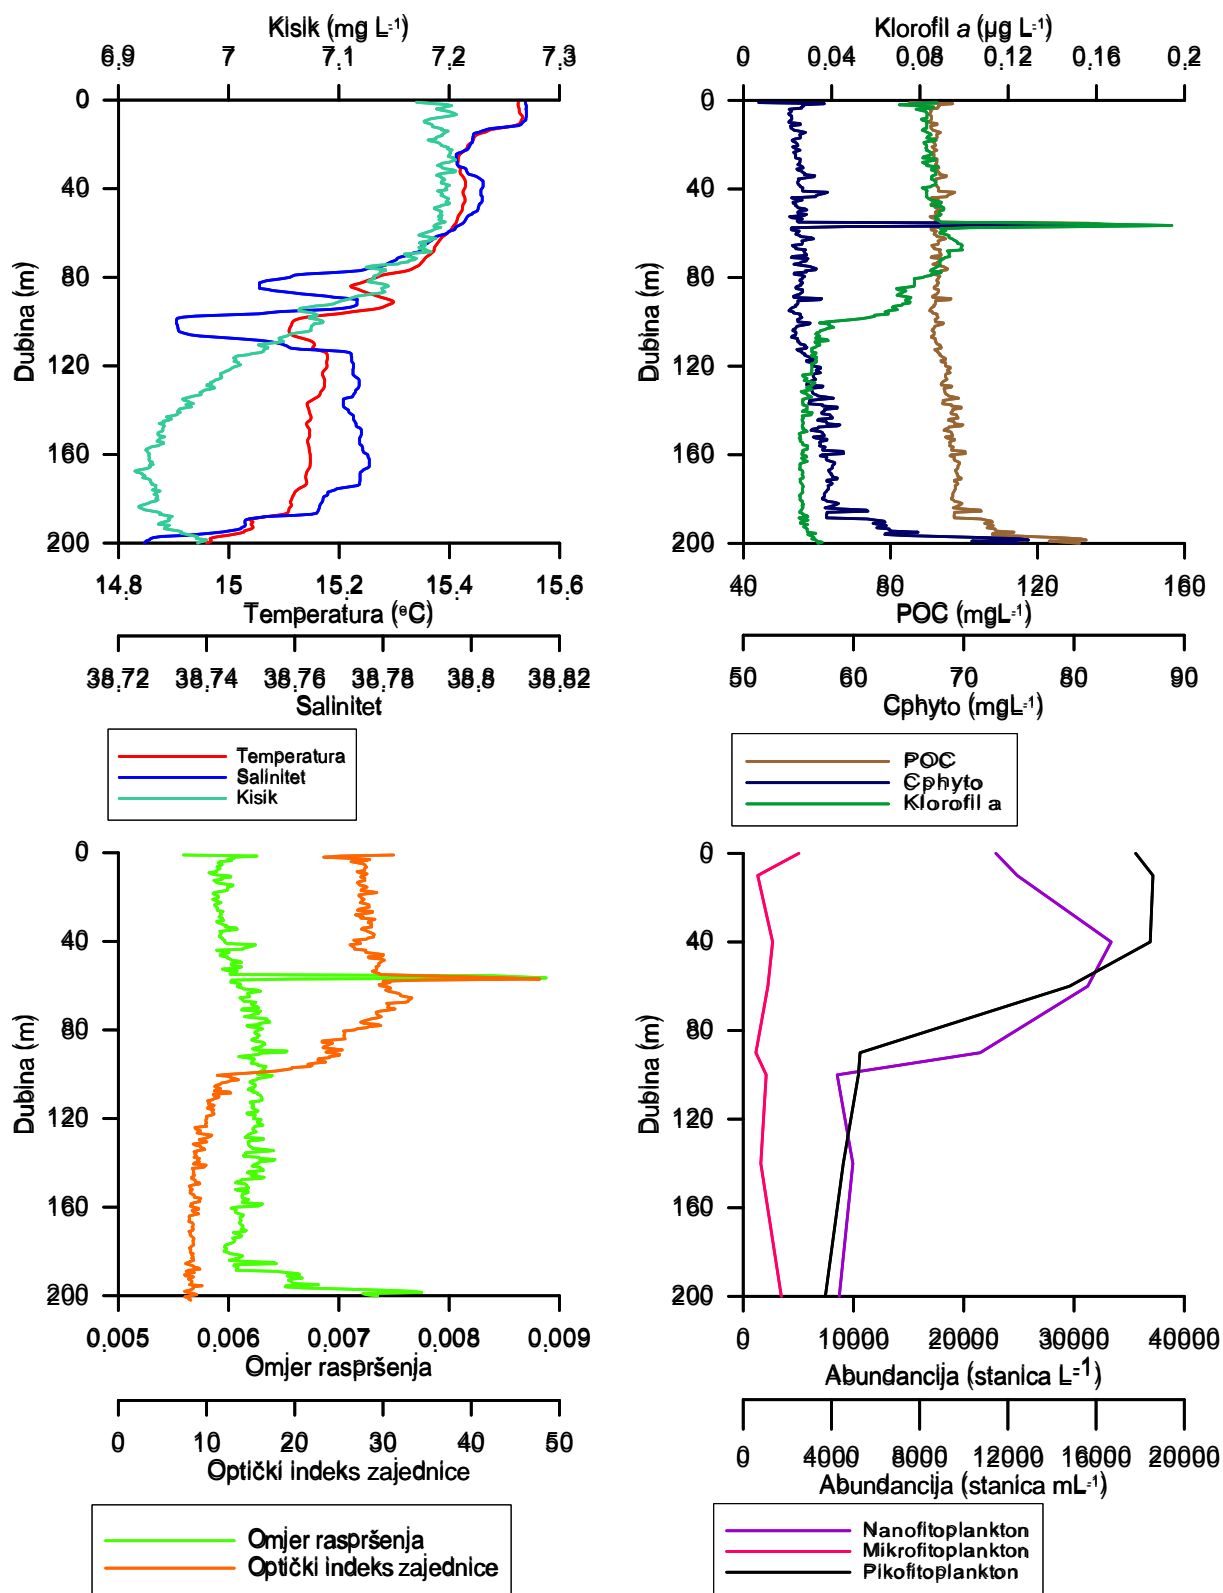 Kisik (mg L-1)
6.9 7 7.1 7.2 7.3
0
40
80
120
160
200
Dubina (m)
14.8 15 15.2 15.4 15.6
Temperatura (°C)
38.72 38.74 38.76 38.78 38.8 38.82
Salinitet
Temperatura
Salinitet
Kisik
Klorofil a (µg L-1)
0 0.04 0.08 0.12 0.16 0.2
0
40
80
120
160
200
Dubina (m)
40 80 120 160
POC (mgL-1)
50 60 70 80 90
Cphyto (mgL-1)
POC
Cphyto
Klorofil a
0
40
80
120
160
200
Dubina (m)
0.005 0.006 0.007 0.008 0.009
Omjer raspršenja
0 10 20 30 40 50
Optički indeks zajednice
Omjer raspršenja
Optički indeks zajednice
0
40
80
120
160
200
Dubina (m)
0 10000 20000 30000 40000
Abundancija (stanica L-1)
0 4000 8000 12000 16000 20000
Abundancija (stanica mL-1)
Nanofitoplankton
Mikrofitoplankton
Pikofitoplankton